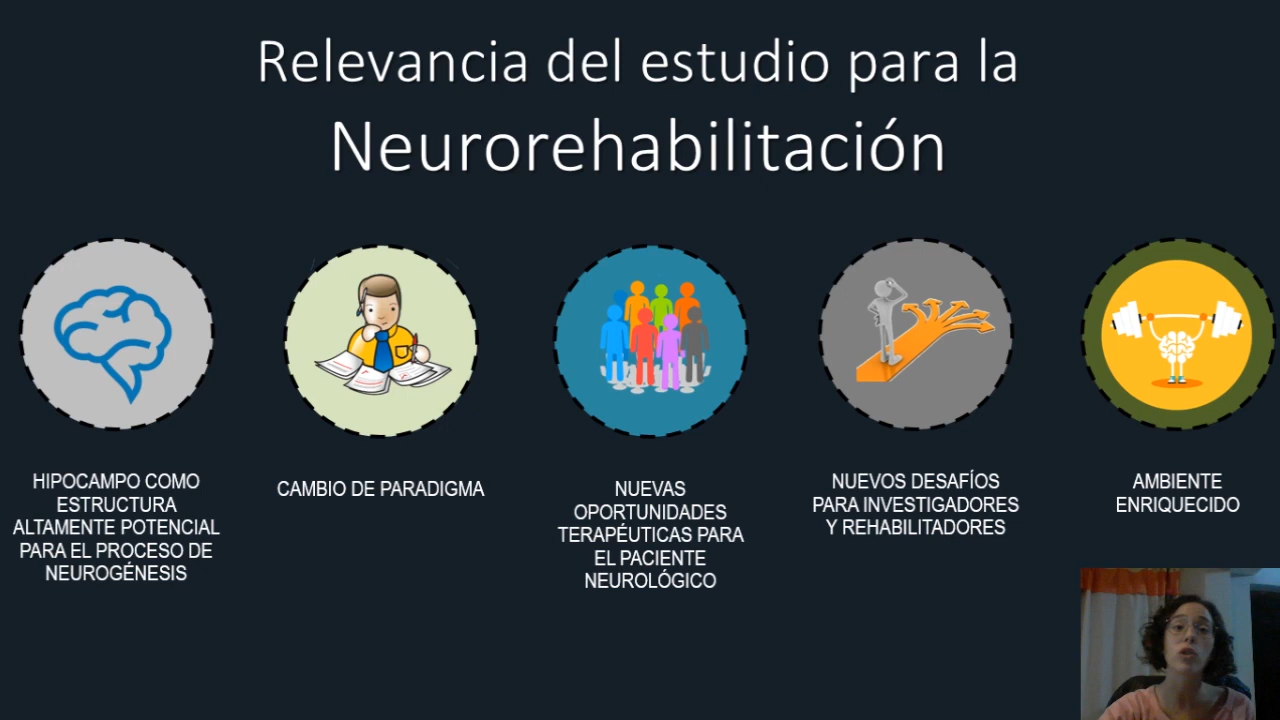 Relevancia del estudio para la
Neurorehabilitación
HIPOCAMPO COMO
ESTRUCTURA
ALTAMENTE POTENCIAL
PARA EL PROCESO DE
NEUROGÉNESIS
CAMBIO DE PARADIGMA
NUEVAS
OPORTUNIDADES
TERAPÉUTICAS PARA
EL PACIENTE
NEUROLÓGICO
NUEVOS DESAFÍOS
PARA INVESTIGADORES
Y REHABILITADORES
AMBIENTE
ENRIQUECIDO